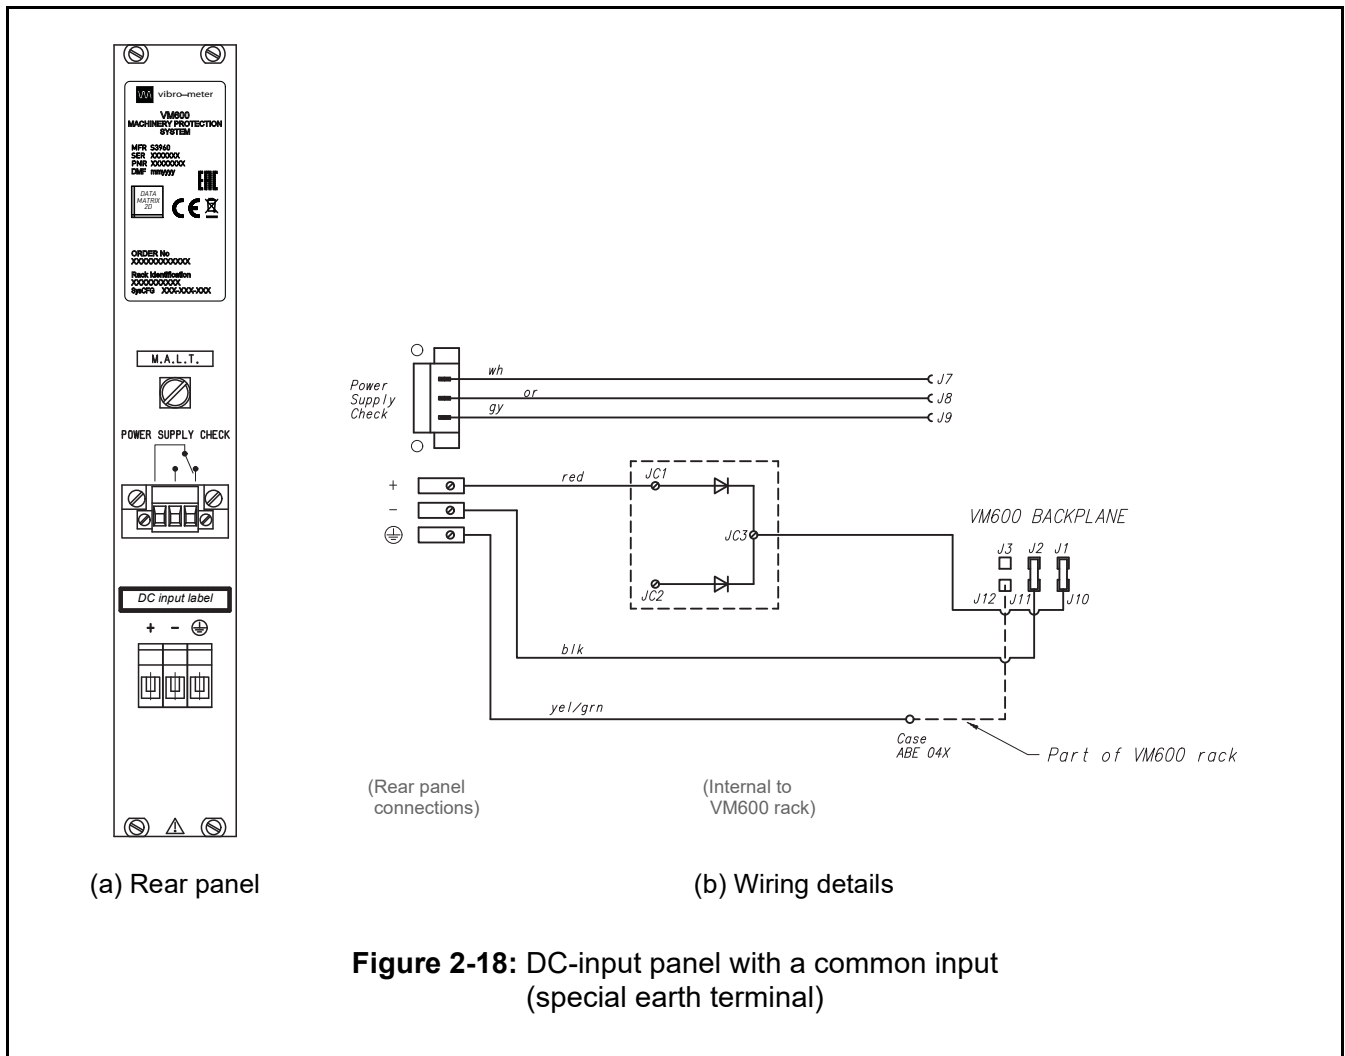 vibro-meter
VM600
MACHINERY PROTECTION
SYSTEM
MFR S3960
SER XXXXXXX
PNR XXXXXXXX
DMF mmyyyy
EAC
DATA
MATRIX
2D
CE
ORDER No
XXXXXXXXXXXX
Rack Identification
XXXXXXXXXX
SysCFG XXX-XXX-XXX
M.A.L.T.
POWER SUPPLY CHECK
DC input label
+ -
Power
Supply
Check
wh
or
gy
J7
J8
J9
+
-
red
JC1
JC3
JC2
VM600 BACKPLANE
J3 J2 J1
J12 J11 J10
blk
yel/grn
Case
ABE 04X
Part of VM600 rack
(Rear panel
connections)
(Internal to
VM600 rack)
(a) Rear panel
(b) Wiring details
Figure 2-18: DC-input panel with a common input
(special earth terminal)